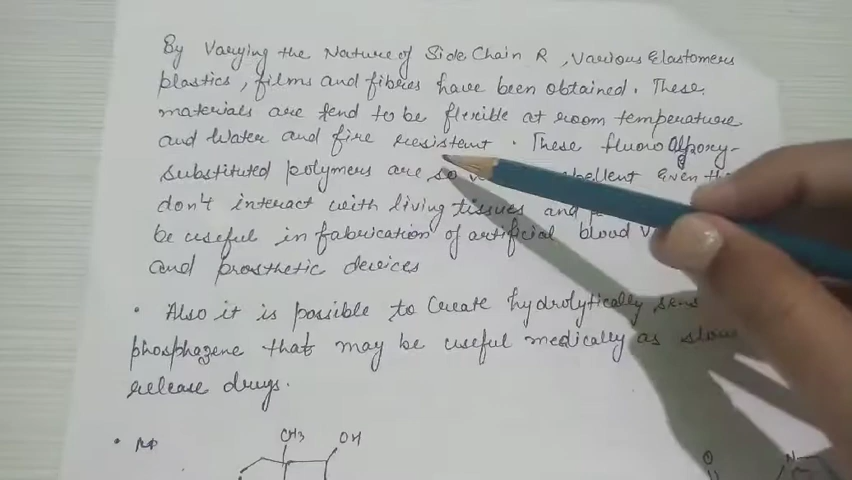 By Varying the Nature of Side Chain R, Various Elastomers
plastics, films and fibres have been obtained. These
materials are tend to be flexible at room temperature
and water and fire resistent. These fluoro
substituted polymers are so Even
don't interact with living tissues and
be useful in fabrication of artificial blood
and prosthetic devices
• Also it is possible to Create hydrolytically
phosphazene that may be useful medically as slow
release drugs.
•
CH3 OH
O N